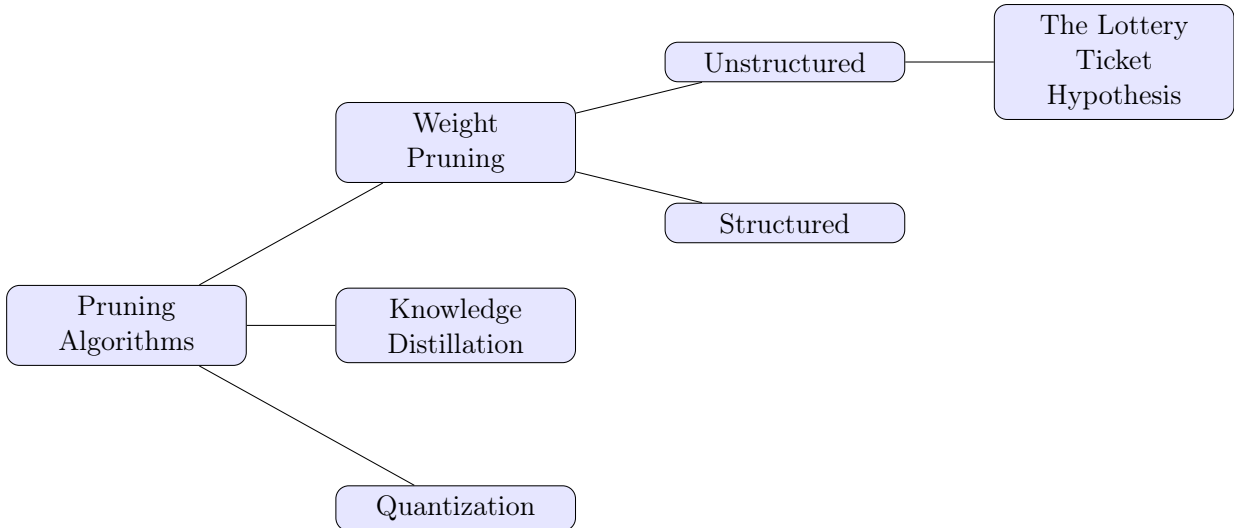 The Lottery
Ticket
Hypothesis
Unstructured
Weight
Pruning
Structured
Pruning
Algorithms
Knowledge
Distillation
Quantization